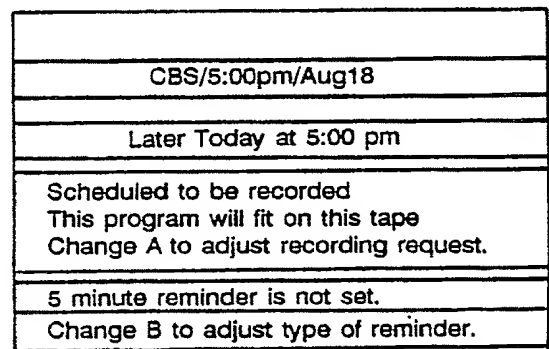 CBS/5:00pm/Aug18
Later Today at 5:00 pm
Scheduled to be recorded
This program will fit on this tape
Change A to adjust recording request.
5 minute reminder is not set.
Change B to adjust type of reminder.